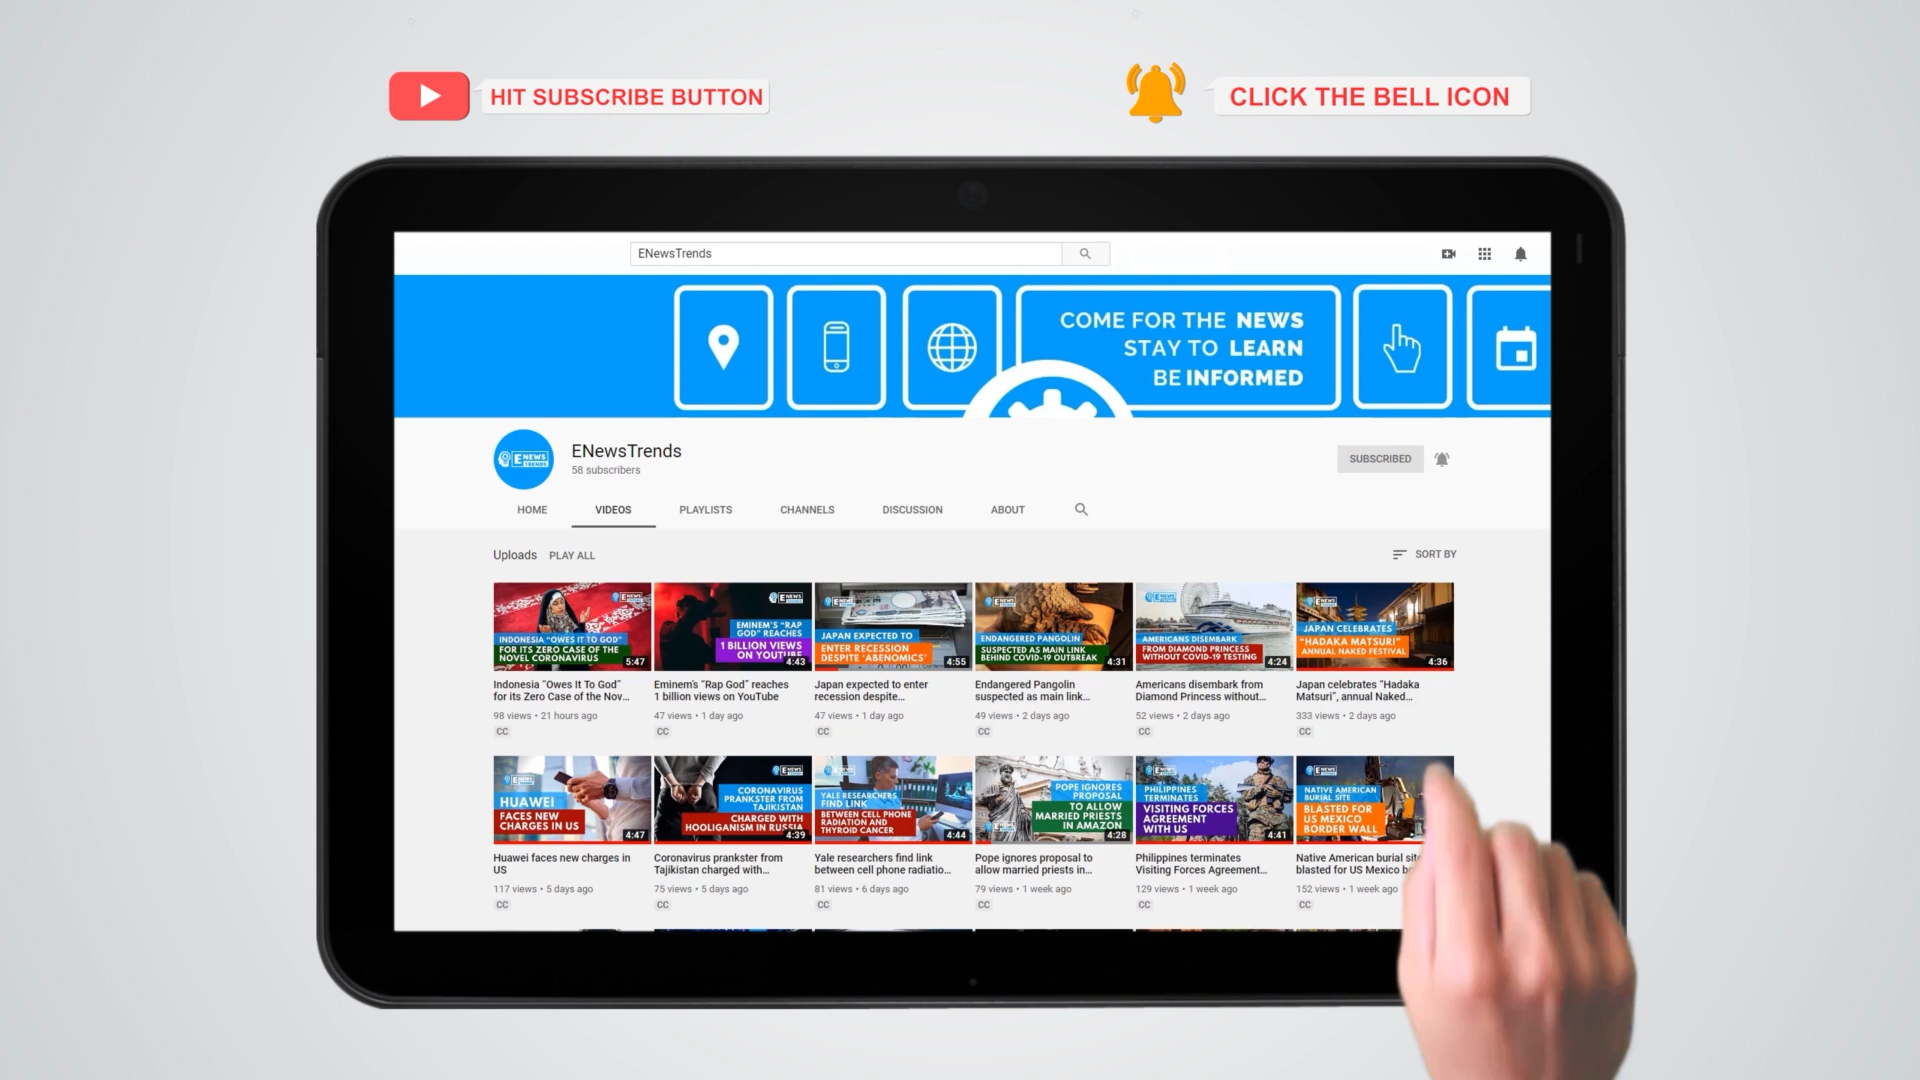 HIT SUBSCRIBE BUTTON
CLICK THE BELL ICON
ENewsTrends
COME FOR THE NEWS
STAY TO LEARN
BE INFORMED
E NEWS
TRENDS
ENewsTrends
58 subscribers
SUBSCRIBED
HOME VIDEOS PLAYLISTS CHANNELS DISCUSSION ABOUT
Uploads PLAY ALL
SORT BY
INDONESIA "OWES IT TO GOD"
FOR ITS ZERO CASE OF THE
NOVEL CORONAVIRUS
5:47
Indonesia "Owes It To God"
for its Zero Case of the Nov...
98 views • 21 hours ago
CC
EMINEM'S "RAP
GOD" REACHES
1 BILLION VIEWS
ON YOUTUBE
4:43
Eminem's "Rap God" reaches
1 billion views on YouTube
47 views • 1 day ago
CC
JAPAN EXPECTED TO
ENTER RECESSION
DESPITE 'ABENOMICS'
4:55
Japan expected to enter
recession despite...
47 views • 1 day ago
CC
ENDANGERED PANGOLIN
SUSPECTED AS MAIN LINK
BEHIND COVID-19 OUTBREAK
4:31
Endangered Pangolin
suspected as main link...
49 views • 2 days ago
CC
AMERICANS DISEMBARK
FROM DIAMOND PRINCESS
WITHOUT COVID-19 TESTING
4:24
Americans disembark from
Diamond Princess without...
52 views • 2 days ago
CC
JAPAN CELEBRATES
"HADAKA MATSURI"
ANNUAL NAKED FESTIVAL
4:36
Japan celebrates "Hadaka
Matsuri", annual Naked...
333 views • 2 days ago
CC
HUAWEI
FACES NEW
CHARGES IN US
4:47
Huawei faces new charges in
US
117 views • 5 days ago
CC
CORONAVIRUS
PRANKSTER FROM
TAJIKISTAN
CHARGED WITH
HOOLIGANISM IN RUSSIA
4:39
Coronavirus prankster from
Tajikistan charged with...
75 views • 5 days ago
CC
YALE RESEARCHERS
FIND LINK
BETWEEN CELL PHONE
RADIATION AND
THYROID CANCER
4:44
Yale researchers find link
between cell phone radiatio...
81 views • 6 days ago
CC
POPE IGNORES
PROPOSAL
TO ALLOW
MARRIED PRIESTS
IN AMAZON
4:28
Pope ignores proposal to
allow married priests in...
79 views • 1 week ago
CC
PHILIPPINES
TERMINATES
VISITING FORCES
AGREEMENT
WITH US
4:41
Philippines terminates
Visiting Forces Agreement...
129 views • 1 week ago
CC
NATIVE AMERICAN
BURIAL SITE
BLASTED FOR
US MEXICO
BORDER WALL
Native American burial
blasted for US Mexico
152 views • 1 week ago
CC